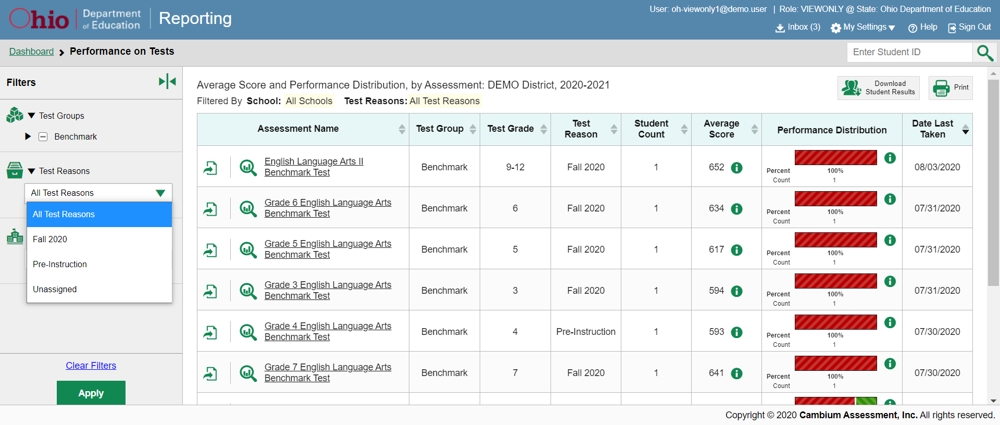 Ohio | Department of Education | Reporting
User: oh-viewonly1@demo.user | Role: VIEWONLY @ State: Ohio Department of Education
Inbox (3) My Settings Help Sign Out
Dashboard Performance on Tests
Enter Student ID
Filters
Test Groups
Benchmark
Test Reasons
All Test Reasons
All Test Reasons
Fall 2020
Pre-Instruction
Unassigned
Clear Filters
Apply
Average Score and Performance Distribution, by Assessment: DEMO District, 2020-2021
Filtered By School: All Schools Test Reasons: All Test Reasons
Download Student Results
Print
Assessment Name Test Group Test Grade Test Reason Student Count Average Score Performance Distribution Date Last Taken
English Language Arts II Benchmark Test Benchmark 9-12 Fall 2020 1 652 Percent 100% Count 1 08/03/2020
Grade 6 English Language Arts Benchmark Test Benchmark 6 Fall 2020 1 634 Percent 100% Count 1 07/31/2020
Grade 5 English Language Arts Benchmark Test Benchmark 5 Fall 2020 1 617 Percent 100% Count 1 07/31/2020
Grade 3 English Language Arts Benchmark Test Benchmark 3 Fall 2020 1 594 Percent 100% Count 1 07/31/2020
Grade 4 English Language Arts Benchmark Test Benchmark 4 Pre-Instruction 1 593 Percent 100% Count 1 07/30/2020
Grade 7 English Language Arts Benchmark Test Benchmark 7 Fall 2020 1 641 Percent 100% Count 1 07/30/2020
Copyright © 2020 Cambium Assessment, Inc. All rights reserved.